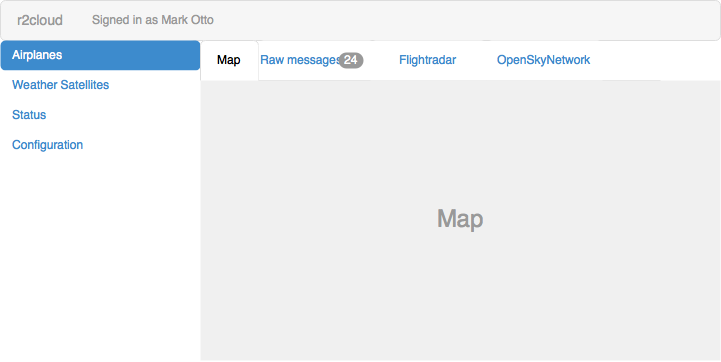 r2cloud Signed in as Mark Otto
Airplanes
Map Raw messages 24 Flightradar OpenSkyNetwork
Weather Satellites
Status
Configuration
Map